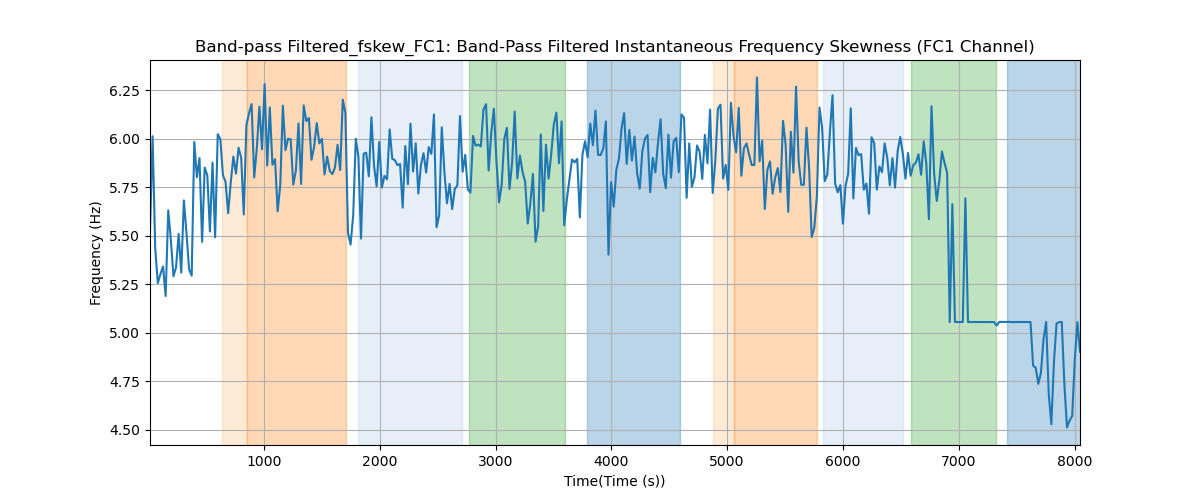 Band-pass Filtered_fskew_FC1: Band-Pass Filtered Instantaneous Frequency Skewness (FC1 Channel)
Frequency (Hz)
6.25
6.00
5.75
5.50
5.25
5.00
4.75
4.50
1000 2000 3000 4000 5000 6000 7000 8000
Time(Time (s))